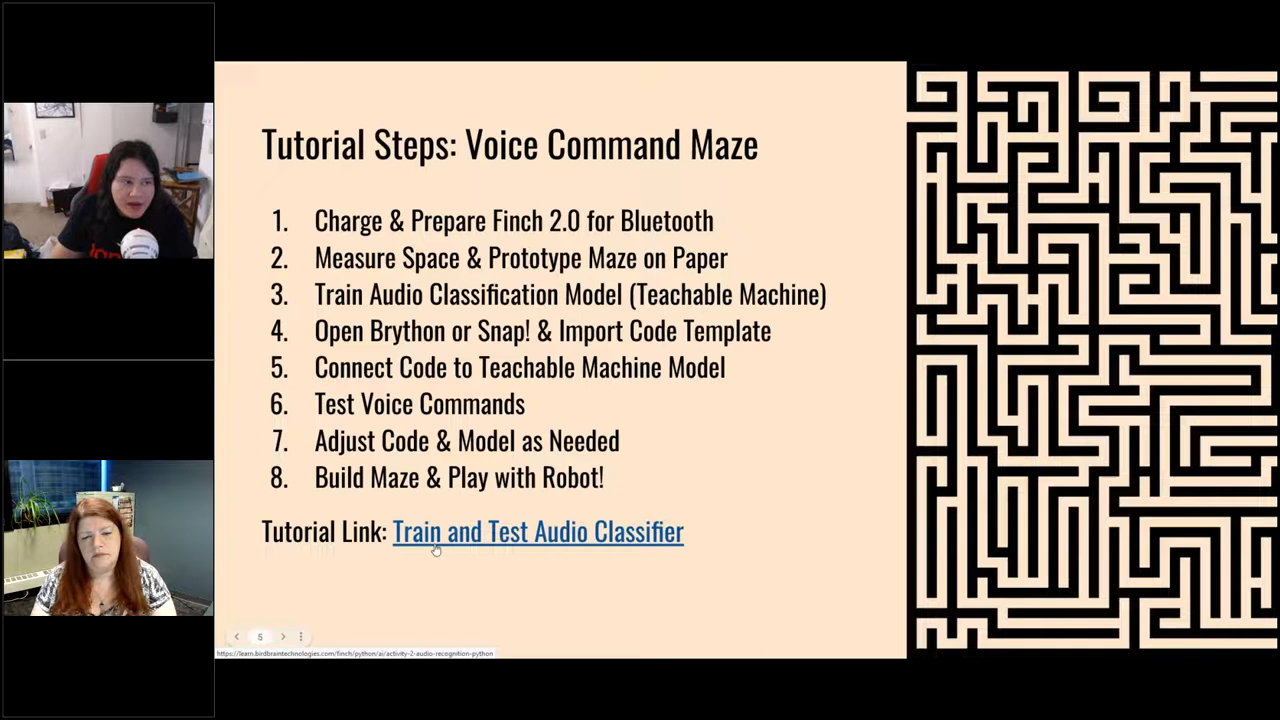 Tutorial Steps: Voice Command Maze
1. Charge & Prepare Finch 2.0 for Bluetooth
2. Measure Space & Prototype Maze on Paper
3. Train Audio Classification Model (Teachable Machine)
4. Open Brython or Snap! & Import Code Template
5. Connect Code to Teachable Machine Model
6. Test Voice Commands
7. Adjust Code & Model as Needed
8. Build Maze & Play with Robot!
Tutorial Link: Train and Test Audio Classifier
5
https://learn.birdbraintechnologies.com/finch/python/ai/activity-2-audio-recognition-python